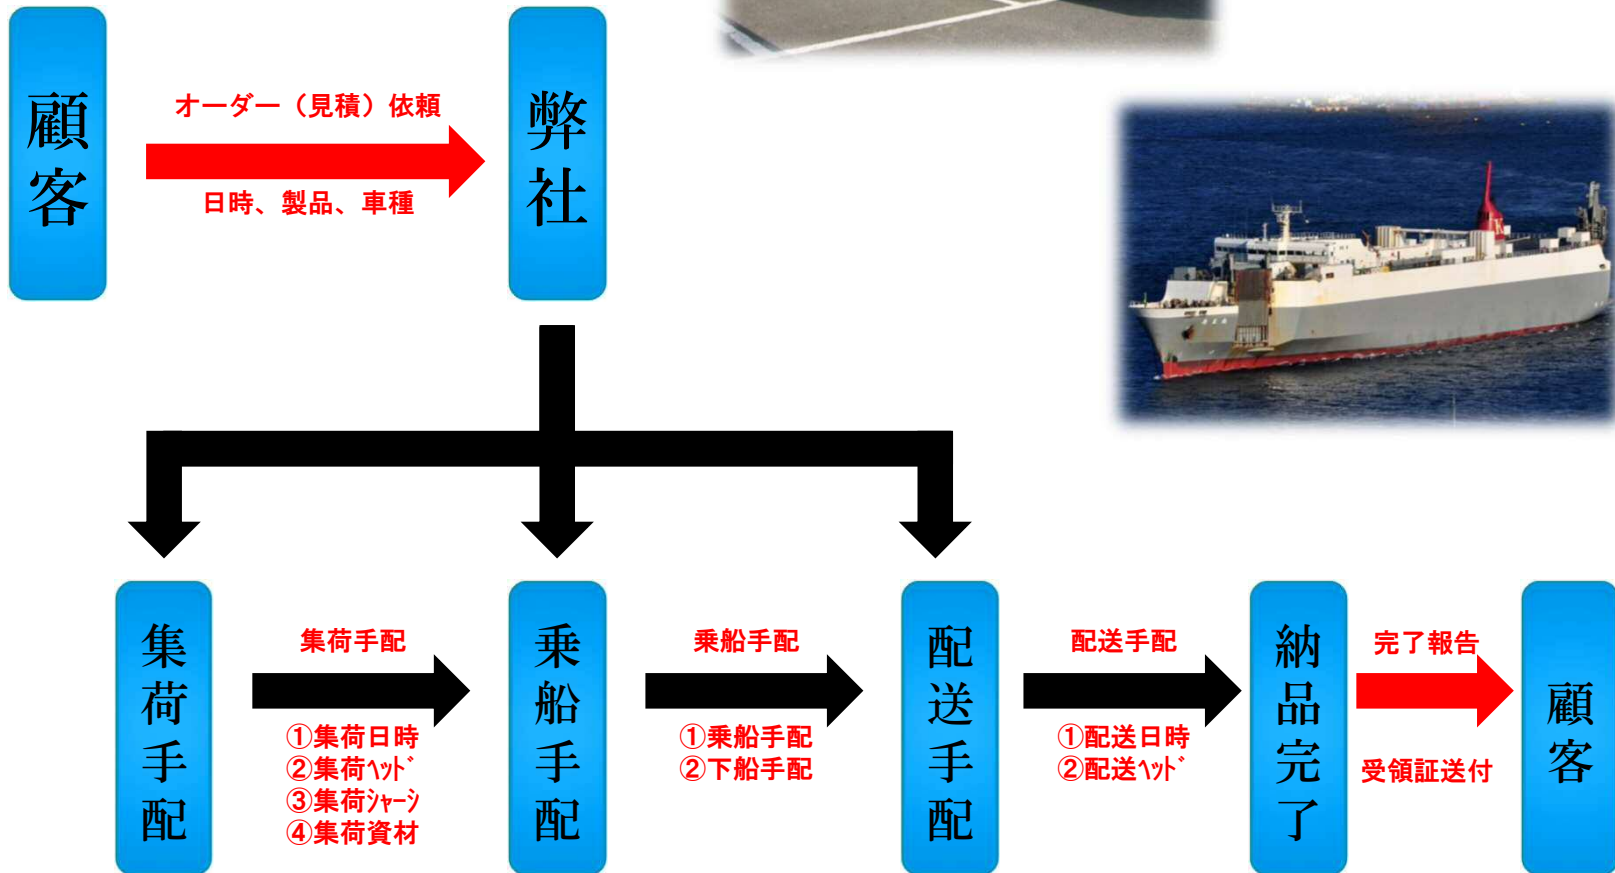 顧客
オーダー（見積）依頼
日時、製品、車種
弊社
集荷手配
集荷手配
①集荷日時
②集荷ﾍｯﾄﾞ
③集荷ｼｬｰｼ
④集荷資材
乗船手配
乗船手配
①乗船手配
②下船手配
配送手配
配送手配
①配送日時
②配送ﾍｯﾄﾞ
納品完了
完了報告
受領証送付
顧客